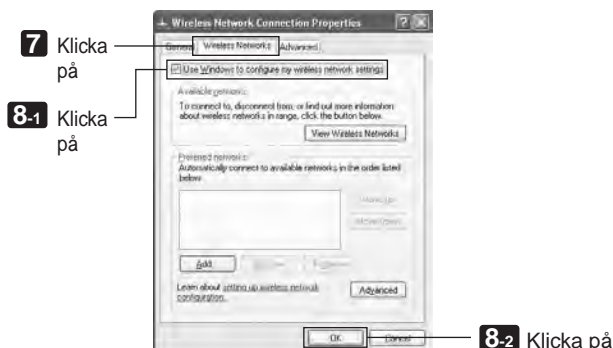 Wireless Network Connection Properties
7 Klicka på
General Wireless Networks Advanced
Use Windows to configure my wireless network settings
8-1 Klicka på
Available networks:
To connect to, disconnect from, or find out more information
about wireless networks in range, click the button below.
View Wireless Networks
Preferred networks:
Automatically connect to available networks in the order listed
below:
Move up
Move down
Add...
Learn about setting up wireless network
configuration.
Advanced
OK Cancel
8-2 Klicka på